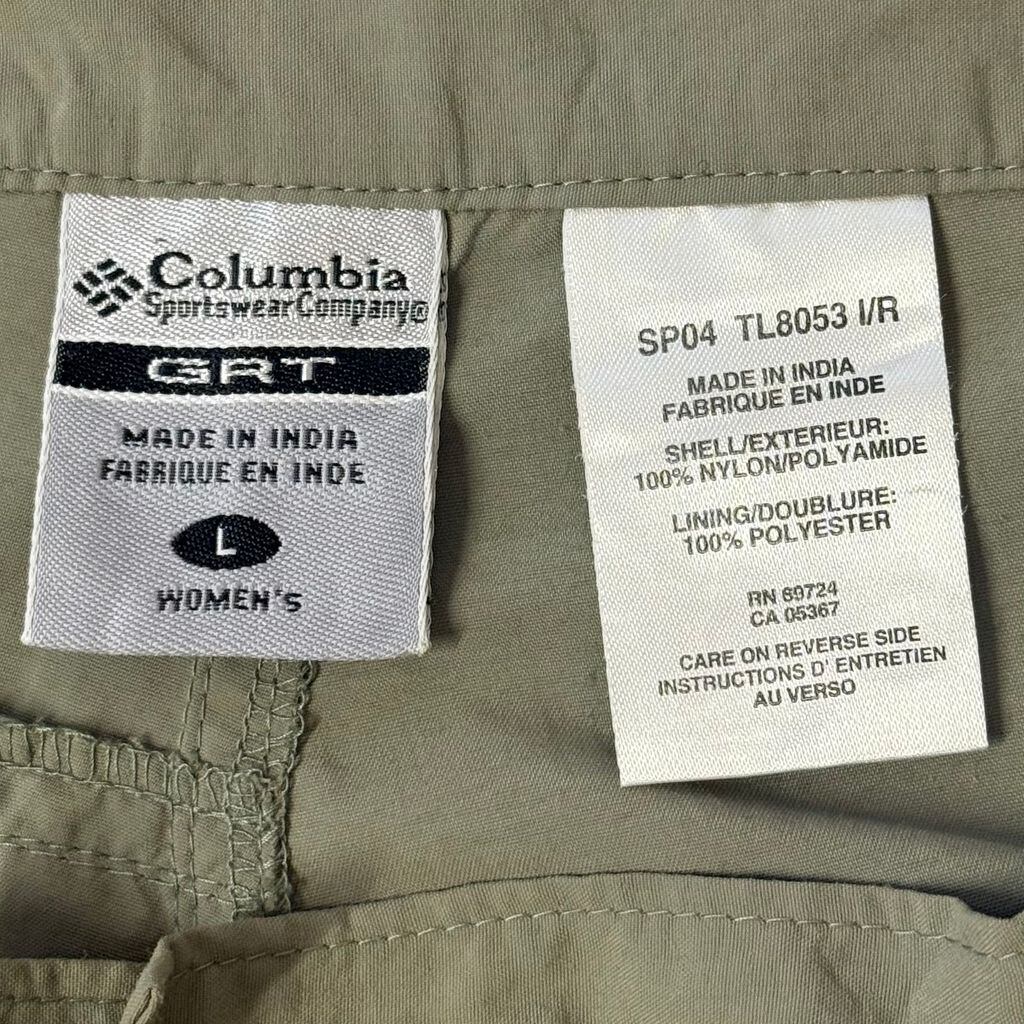 Columbia
Sportswear Company®
GRT
MADE IN INDIA
FABRIQUE EN INDE
L
WOMEN'S
SP04 TL8053 I/R
MADE IN INDIA
FABRIQUE EN INDE
SHELL/EXTERIEUR:
100% NYLON/POLYAMIDE
LINING/DOUBLURE:
100% POLYESTER
RN 69724
CA 05367
CARE ON REVERSE SIDE
INSTRUCTIONS D' ENTRETIEN
AU VERSO